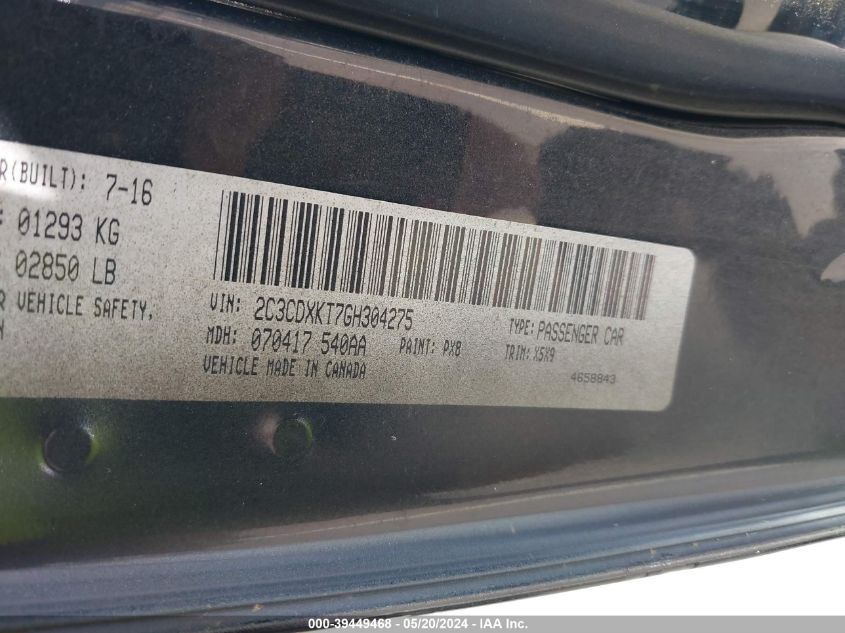 R(BUILT): 7-16
: 01293 KG
02850 LB
R VEHICLE SAFETY,
N
VIN: 2C3CDXKT7GH304275
TYPE: PASSENGER CAR
MDH: 070417 540AA
PAINT: PX8
TRIM: X5X9
VEHICLE MADE IN CANADA
4658843
000-39449468 - 05/20/2024 - IAA Inc.